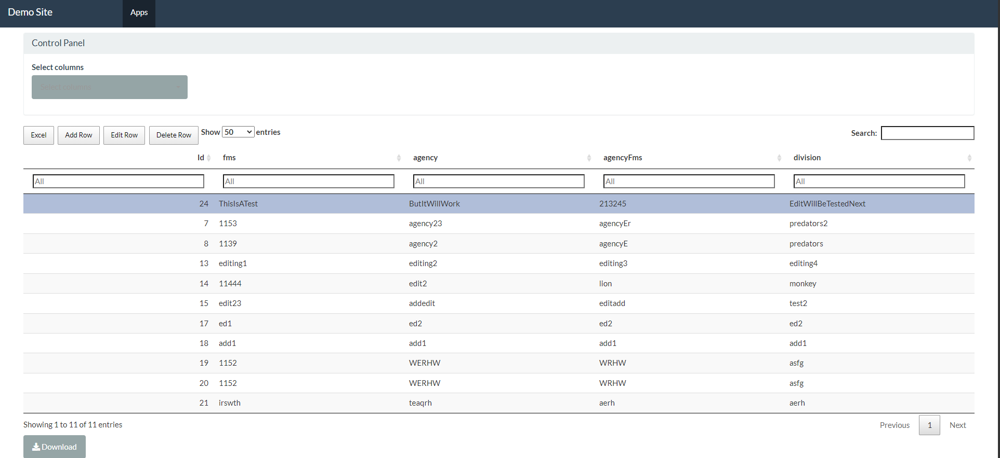 Demo Site Apps
Control Panel
Select columns
Select columns
Excel Add Row Edit Row Delete Row Show 50 entries Search:
Id fms agency agencyFms division
All All All All All
24 ThisIsATest ButItWillWork 213245 EditWillBeTestedNext
7 1153 agency23 agencyEr predators2
8 1139 agency2 agencyE predators
13 editing1 editing2 editing3 editing4
14 11444 edit2 lion monkey
15 edit23 addedit editadd test2
17 ed1 ed2 ed2 ed2
18 add1 add1 add1 add1
19 1152 WERHW WRHW asfg
20 1152 WERHW WRHW asfg
21 irswth teaqrh aerh aerh
Showing 1 to 11 of 11 entries Previous 1 Next
Download